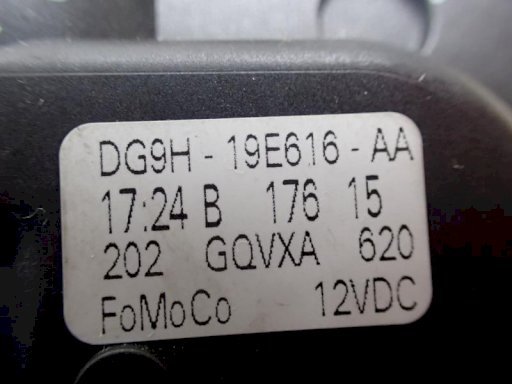 DG9H - 19E616 - AA
17:24 B 176 15
202 GQVXA 620
FoMoCo 12VDC